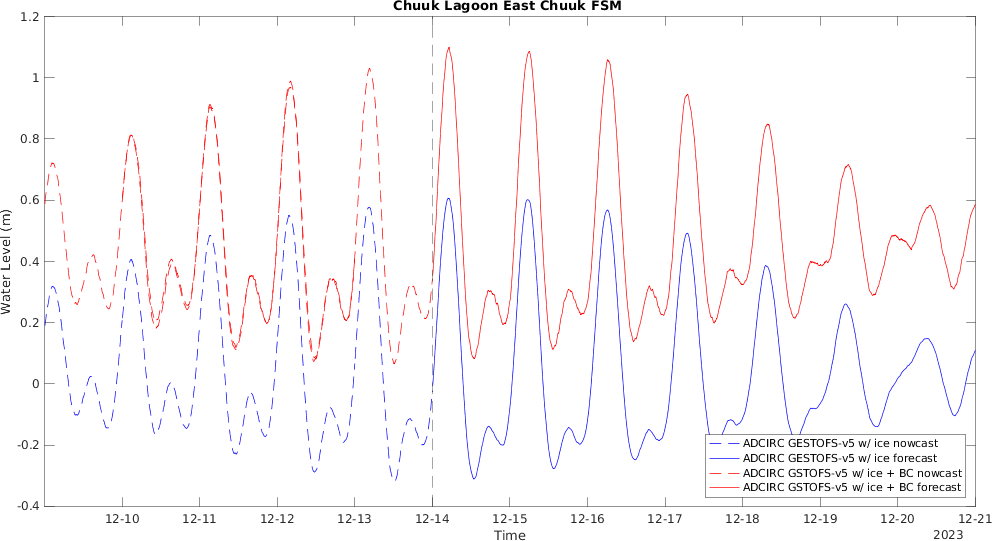 Chuuk Lagoon East Chuuk FSM
1.2
1
0.8
0.6
0.4
0.2
0
-0.2
-0.4
Water Level (m)
ADCIRC GESTOFS-v5 w/ ice nowcast
ADCIRC GESTOFS-v5 w/ ice forecast
ADCIRC GSTOFS-v5 w/ ice + BC nowcast
ADCIRC GSTOFS-v5 w/ ice + BC forecast
12-10 12-11 12-12 12-13 12-14 12-15 12-16 12-17 12-18 12-19 12-20 12-21
Time
2023